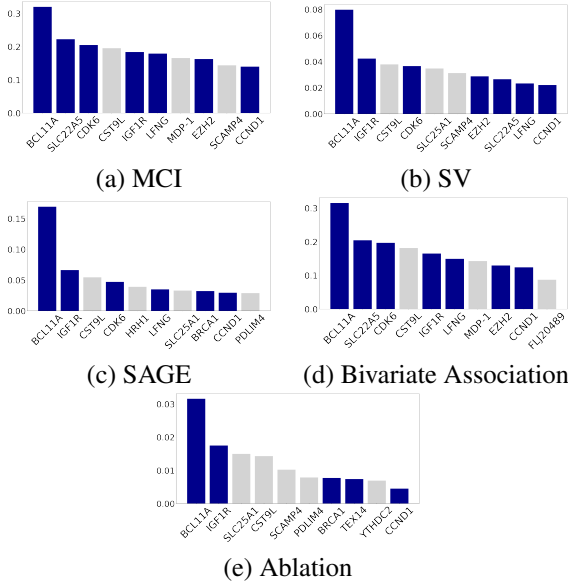 0.3
0.2
0.1
0.0
BCL11A
SLC22A5
CDK6
CST9L
IGF1R
LFNG
MDP-1
EZH2
SCAMP4
CCND1
(a) MCI
0.08
0.06
0.04
0.02
0.00
BCL11A
IGF1R
CST9L
CDK6
SLC25A1
SCAMP4
EZH2
SLC22A5
LFNG
CCND1
(b) SV
0.15
0.10
0.05
0.00
BCL11A
IGF1R
CST9L
CDK6
HRH1
LFNG
SLC25A1
BRCA1
CCND1
PDLIM4
(c) SAGE
0.3
0.2
0.1
0.0
BCL11A
SLC22A5
CDK6
CST9L
IGF1R
LFNG
MDP-1
EZH2
CCND1
FLJ20489
(d) Bivariate Association
0.03
0.02
0.01
0.00
BCL11A
IGF1R
SLC25A1
CST9L
SCAMP4
PDLIM4
BRCA1
TEX14
YTHDC2
CCND1
(e) Ablation